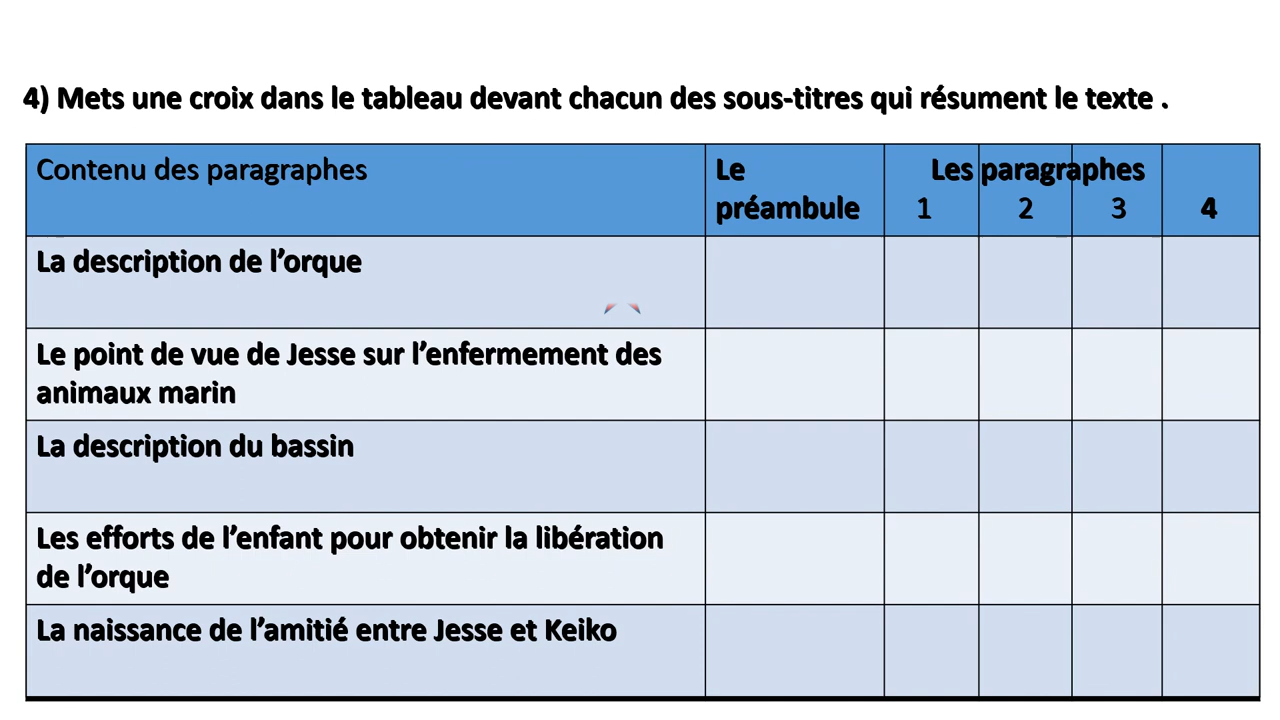 4) Mets une croix dans le tableau devant chacun des sous-titres qui résument le texte .
Contenu des paragraphes
Le
préambule
Les paragraphes
1 2 3 4
La description de l’orque
Le point de vue de Jesse sur l’enfermement des
animaux marin
La description du bassin
Les efforts de l’enfant pour obtenir la libération
de l’orque
La naissance de l’amitié entre Jesse et Keiko